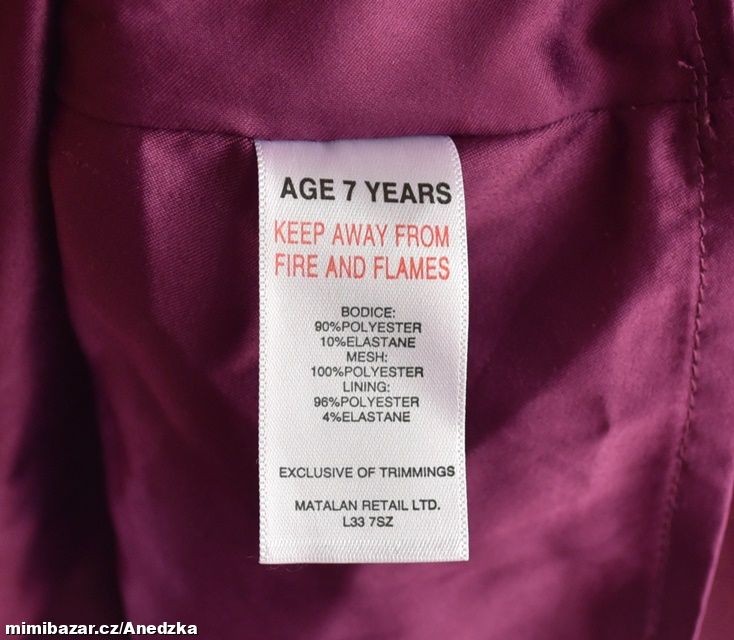 AGE 7 YEARS
KEEP AWAY FROM
FIRE AND FLAMES
BODICE:
90%POLYESTER
10%ELASTANE
MESH:
100%POLYESTER
LINING:
96%POLYESTER
4%ELASTANE
EXCLUSIVE OF TRIMMINGS
MATALAN RETAIL LTD.
L33 7SZ
mimibazar.cz/Anedzka